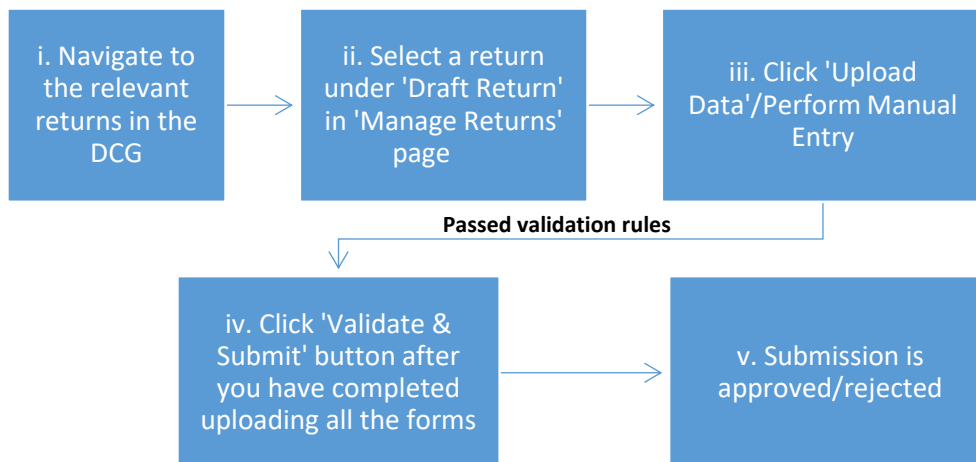 i. Navigate to
the relevant
returns in the
DCG
ii. Select a return
under 'Draft Return'
in 'Manage Returns'
page
iii. Click 'Upload
Data'/Perform Manual
Entry
Passed validation rules
iv. Click 'Validate &
Submit' button after
you have completed
uploading all the forms
v. Submission is
approved/rejected